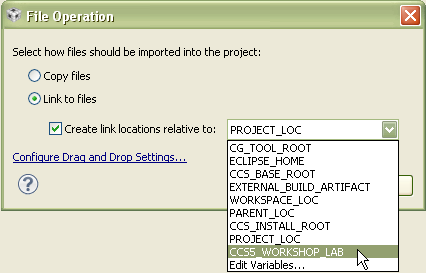 File Operation
Select how files should be imported into the project:
Copy files
Link to files
Create link locations relative to:
PROJECT_LOC
Configure Drag and Drop Settings...
CG_TOOL_ROOT
ECLIPSE_HOME
CCS_BASE_ROOT
EXTERNAL_BUILD_ARTIFACT
WORKSPACE_LOC
PARENT_LOC
CCS_INSTALL_ROOT
PROJECT_LOC
CCS5_WORKSHOP_LAB
Edit Variables...
?